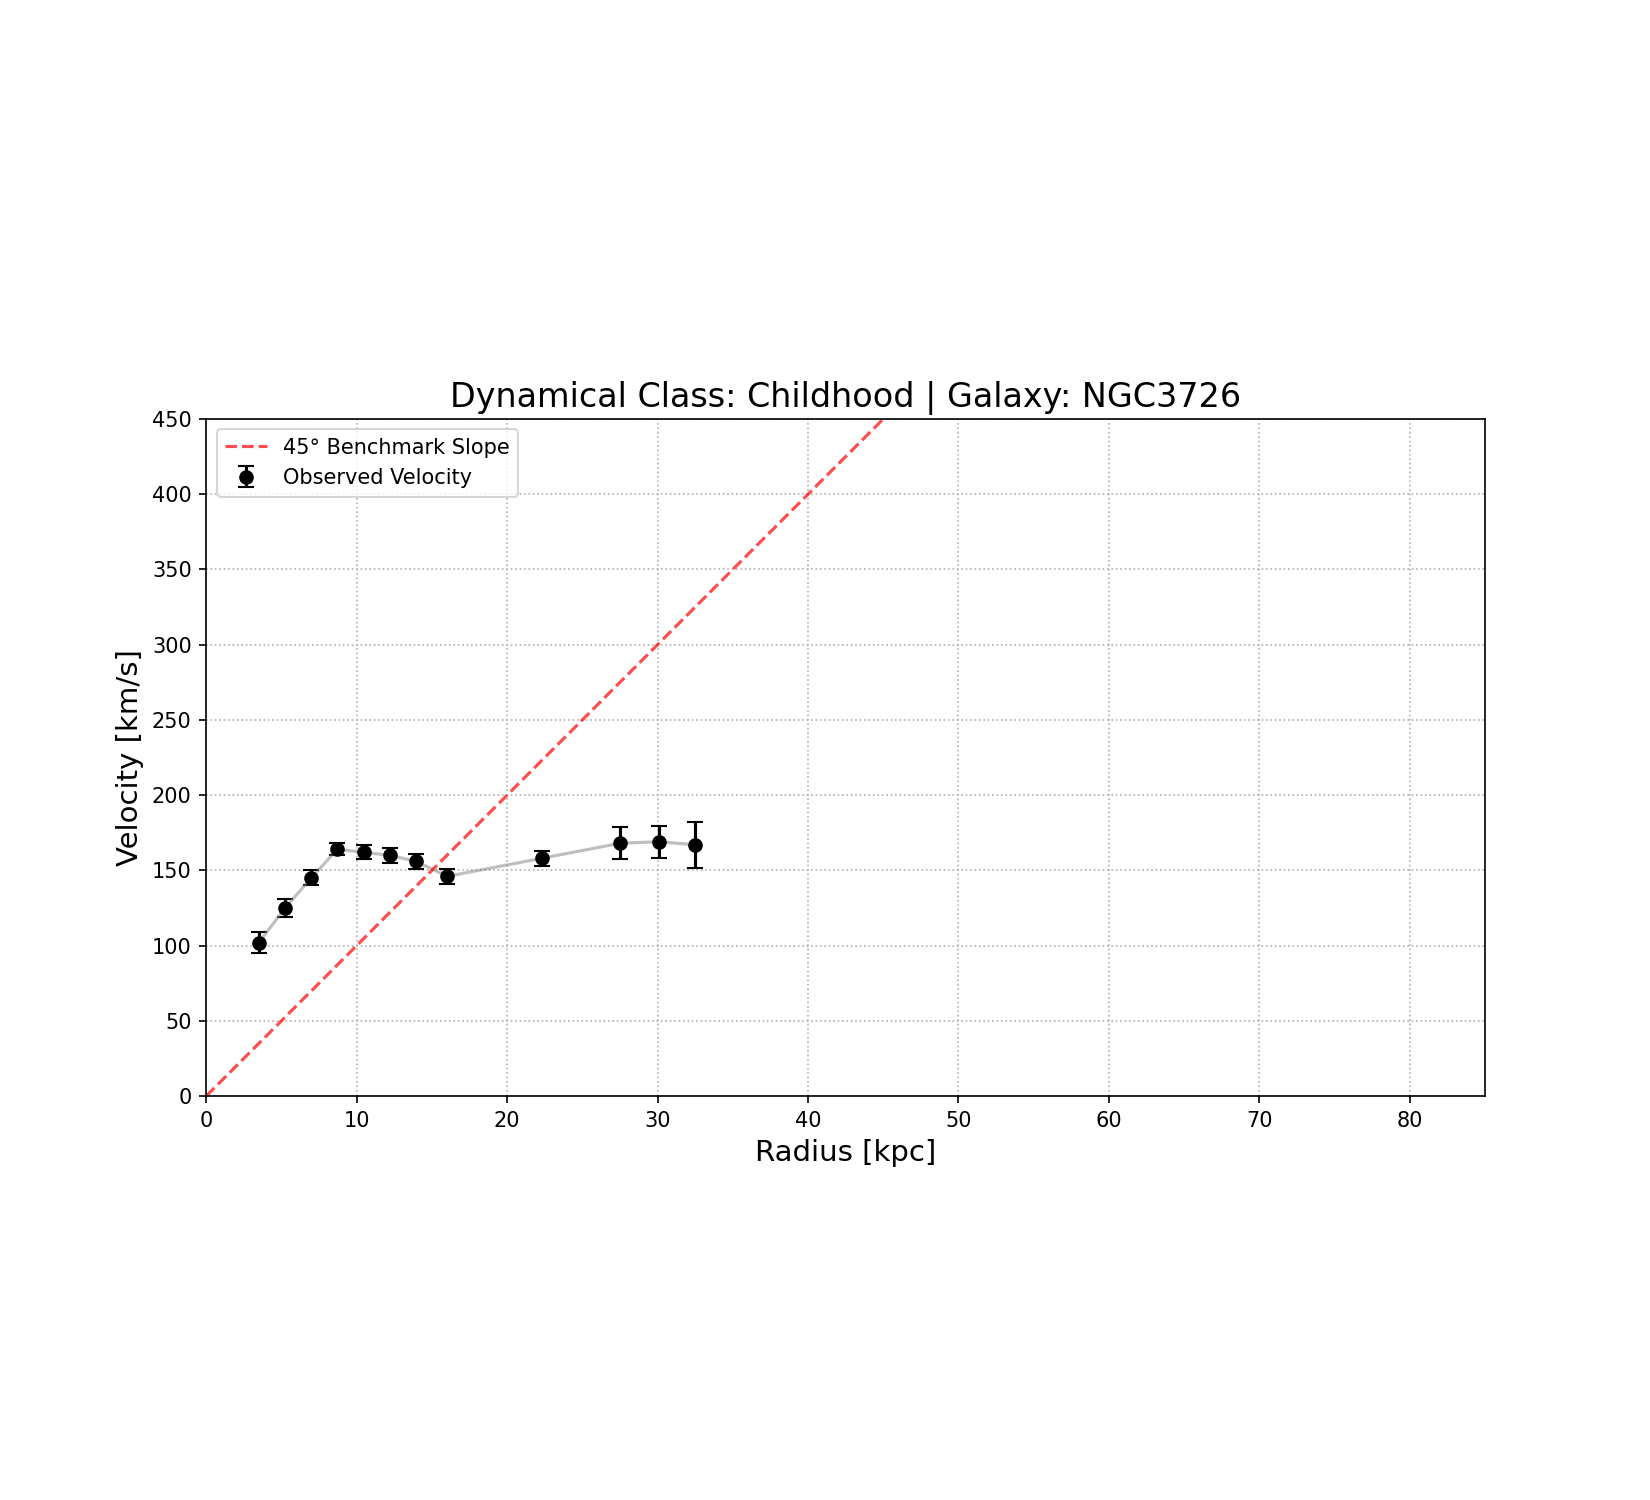 Dynamical Class: Childhood | Galaxy: NGC3726
45° Benchmark Slope
Observed Velocity
450
400
350
300
250
200
150
100
50
0
Velocity [km/s]
0 10 20 30 40 50 60 70 80
Radius [kpc]